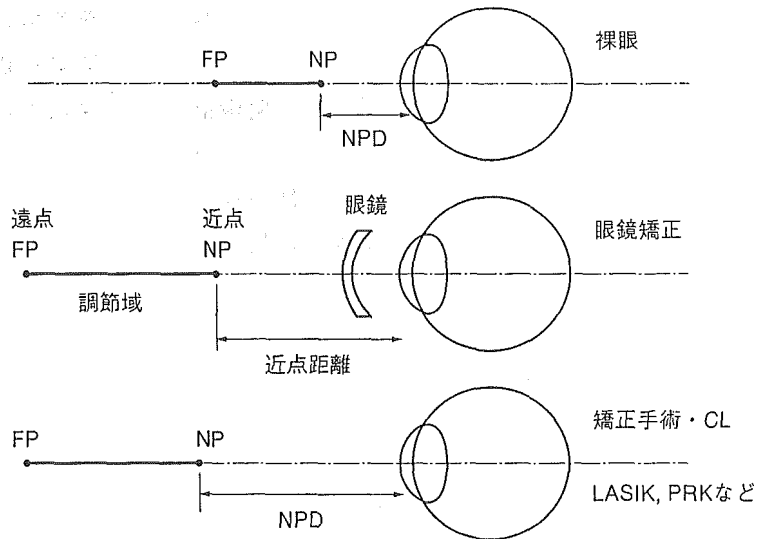 裸眼
FP NP
NPD
眼鏡
遠点 近点
FP NP
眼鏡矯正
調節域
近点距離
矯正手術・CL
FP NP
LASIK, PRKなど
NPD